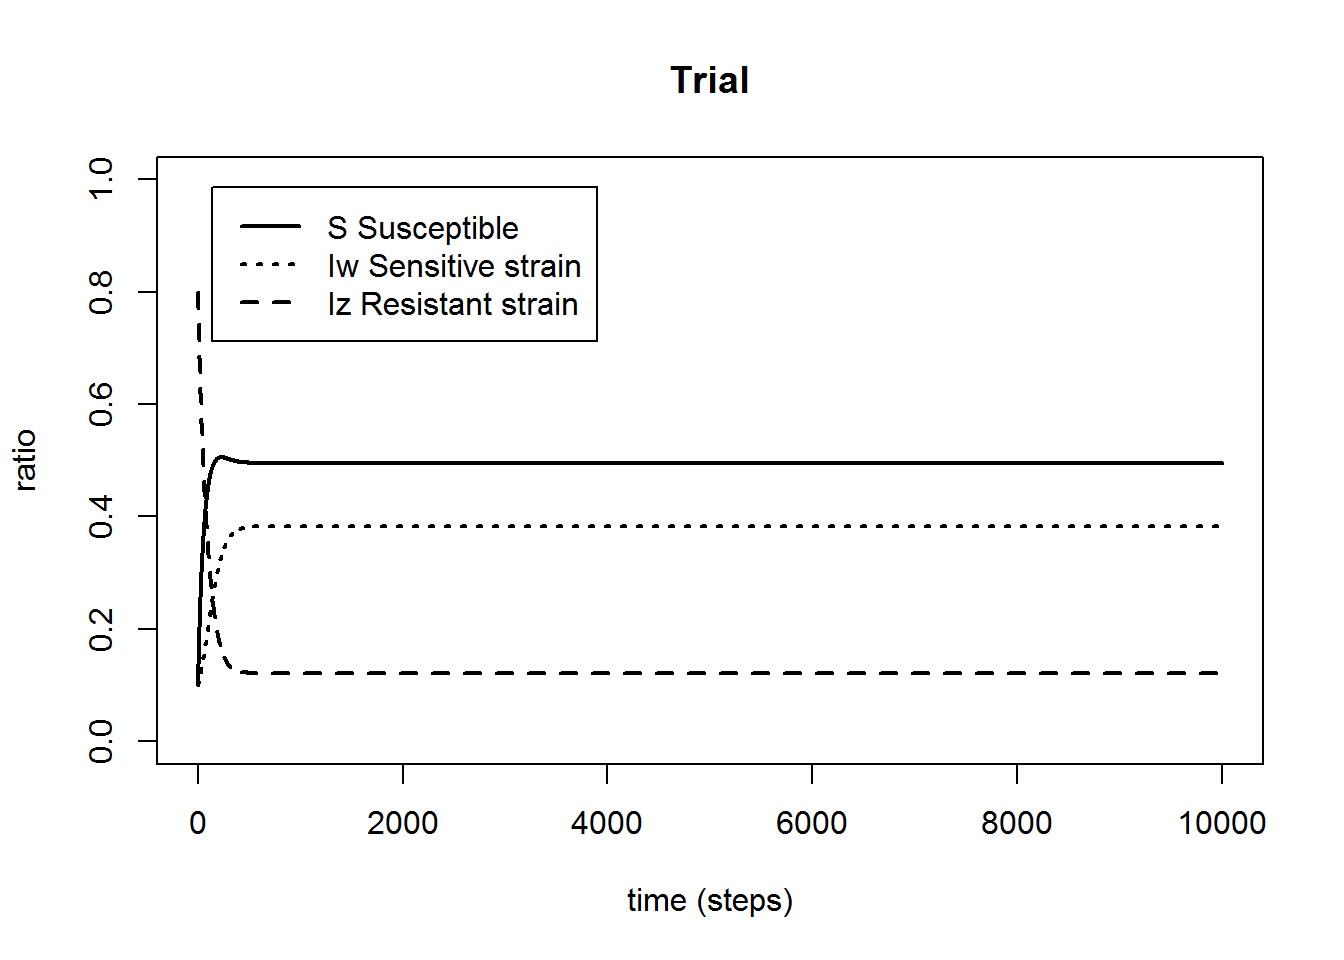 Trial
S Susceptible
Iw Sensitive strain
Iz Resistant strain
ratio
1.0
0.8
0.6
0.4
0.2
0.0
0 2000 4000 6000 8000 10000
time (steps)